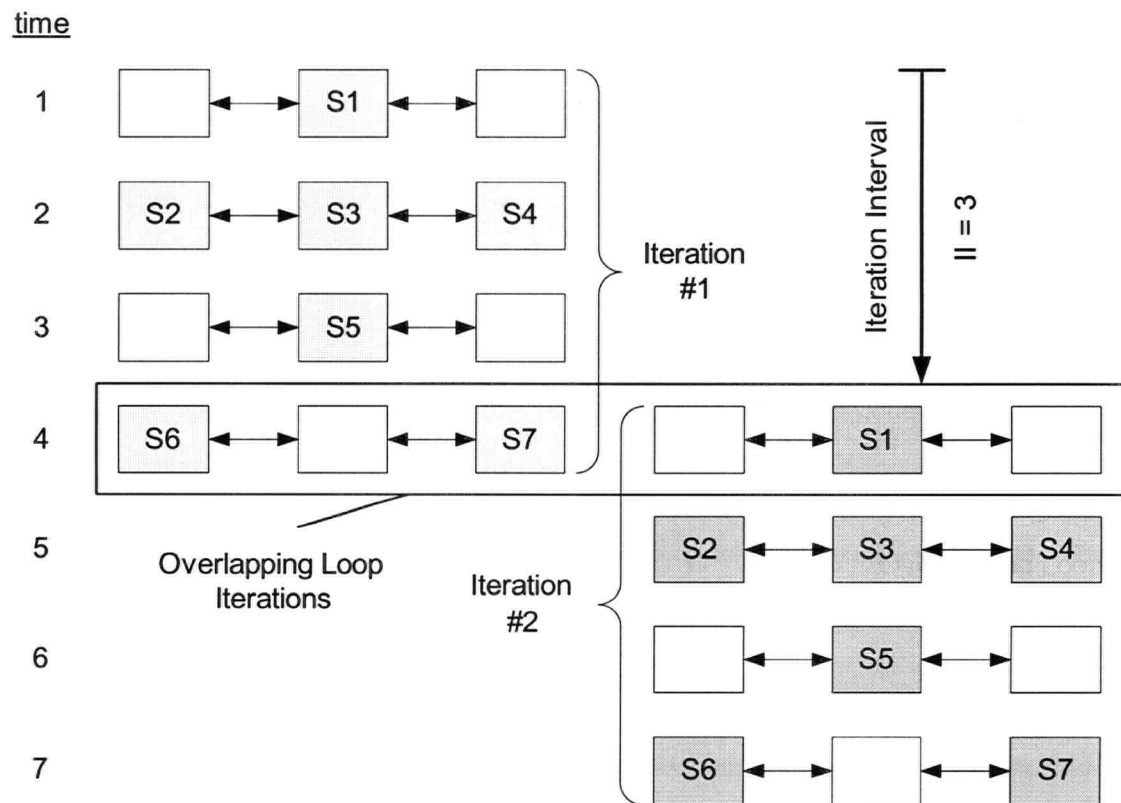 time
1
S1
2
S2
S3
S4
3
S5
Iteration
#1
Iteration Interval
II = 3
4
S6
S7
S1
Overlapping Loop
Iterations
5
S2
S3
S4
Iteration
#2
6
S5
7
S6
S7